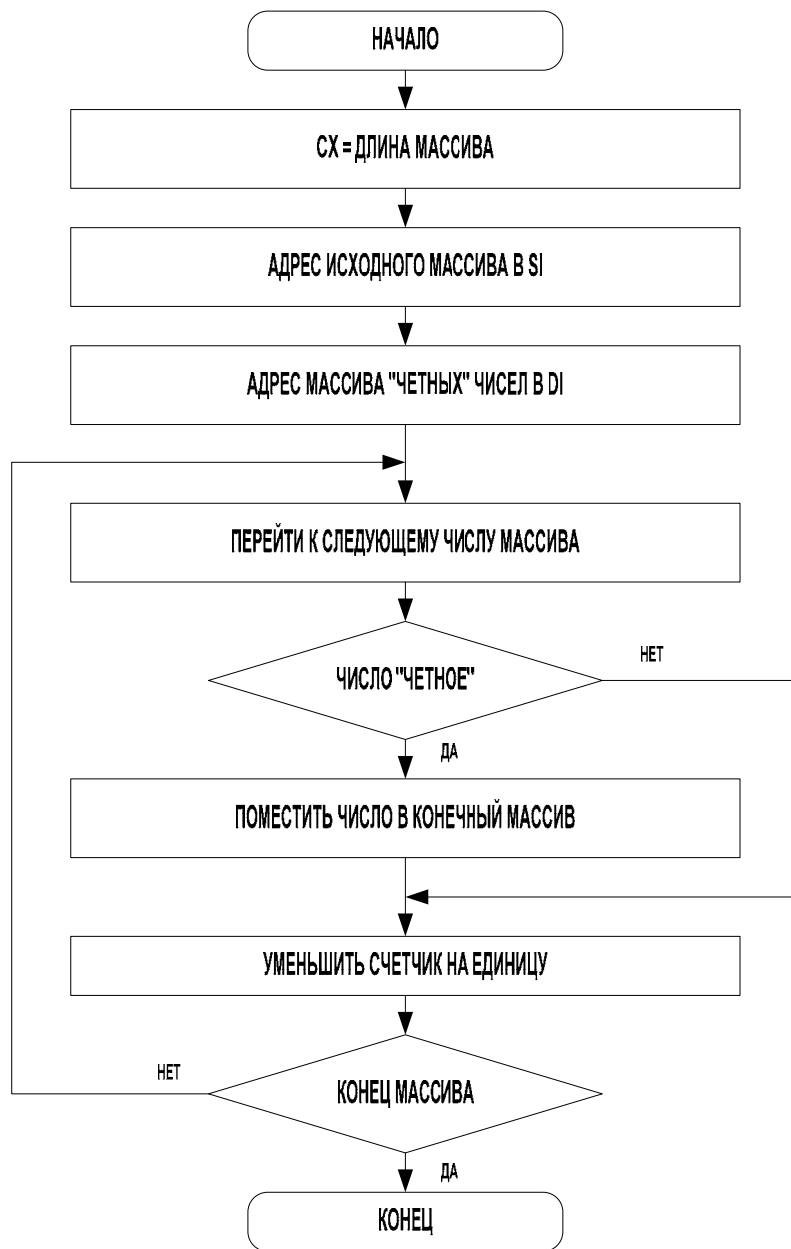 НАЧАЛО
CX = ДЛИНА МАССИВА
АДРЕС ИСХОДНОГО МАССИВА В SI
АДРЕС МАССИВА "ЧЕТНЫХ" ЧИСЕЛ В DI
ПЕРЕЙТИ К СЛЕДУЮЩЕМУ ЧИСЛУ МАССИВА
ЧИСЛО "ЧЕТНОЕ"
НЕТ
ДА
ПОМЕСТИТЬ ЧИСЛО В КОНЕЧНЫЙ МАССИВ
УМЕНЬШИТЬ СЧЕТЧИК НА ЕДИНИЦУ
НЕТ
КОНЕЦ МАССИВА
ДА
КОНЕЦ